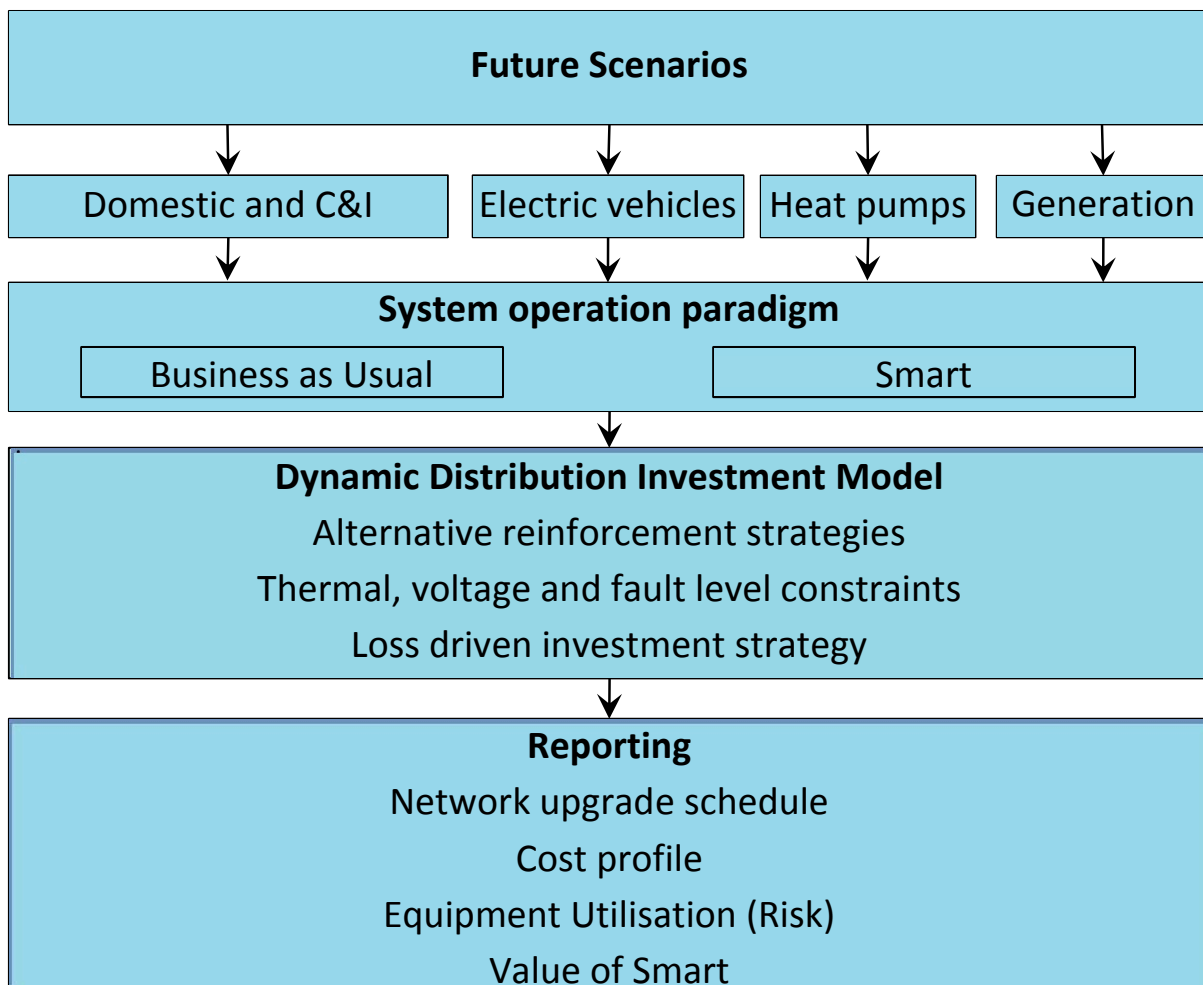 Future Scenarios
Domestic and C&I
Electric vehicles
Heat pumps
Generation
System operation paradigm
Business as Usual
Smart
Dynamic Distribution Investment Model
Alternative reinforcement strategies
Thermal, voltage and fault level constraints
Loss driven investment strategy
Reporting
Network upgrade schedule
Cost profile
Equipment Utilisation (Risk)
Value of Smart